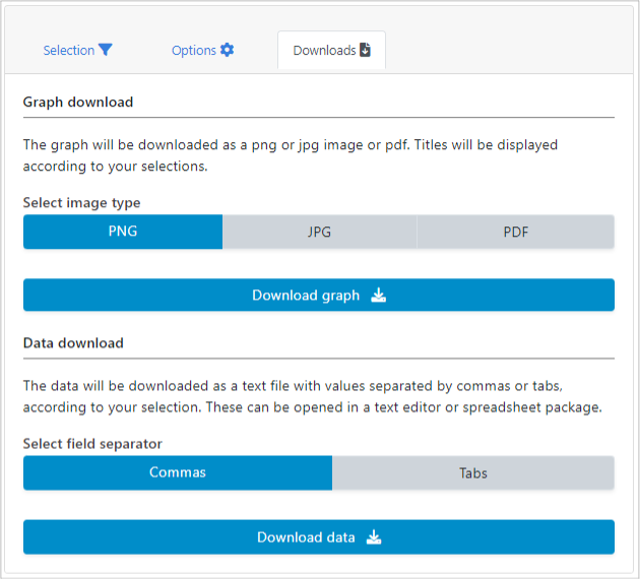 Selection
Options
Downloads
Graph download
The graph will be downloaded as a png or jpg image or pdf. Titles will be displayed
according to your selections.
Select image type
PNG
JPG
PDF
Download graph
Data download
The data will be downloaded as a text file with values separated by commas or tabs,
according to your selection. These can be opened in a text editor or spreadsheet package.
Select field separator
Commas
Tabs
Download data